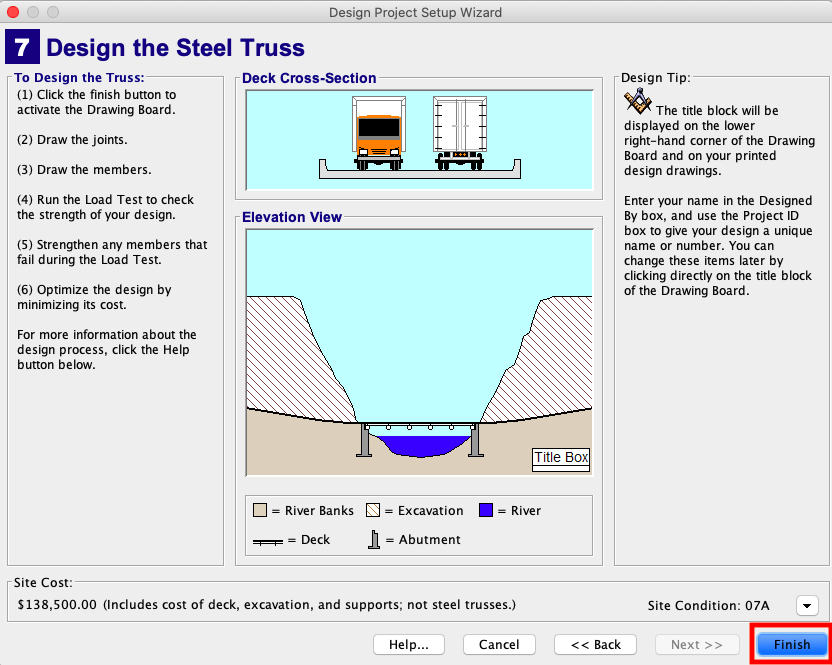 Design Project Setup Wizard
7 Design the Steel Truss
To Design the Truss:
(1) Click the finish button to
activate the Drawing Board.
(2) Draw the joints.
(3) Draw the members.
(4) Run the Load Test to check
the strength of your design.
(5) Strengthen any members that
fail during the Load Test.
(6) Optimize the design by
minimizing its cost.
For more information about the
design process, click the Help
button below.
Deck Cross-Section
Elevation View
Title Box
= River Banks
= Excavation
= River
= Deck
= Abutment
Design Tip:
The title block will be
displayed on the lower
right-hand corner of the Drawing
Board and on your printed
design drawings.
Enter your name in the Designed
By box, and use the Project ID
box to give your design a unique
name or number. You can
change these items later by
clicking directly on the title block
of the Drawing Board.
Site Cost:
$138,500.00 (Includes cost of deck, excavation, and supports; not steel trusses.)
Site Condition: 07A
Help...
Cancel
<< Back
Next >>
Finish